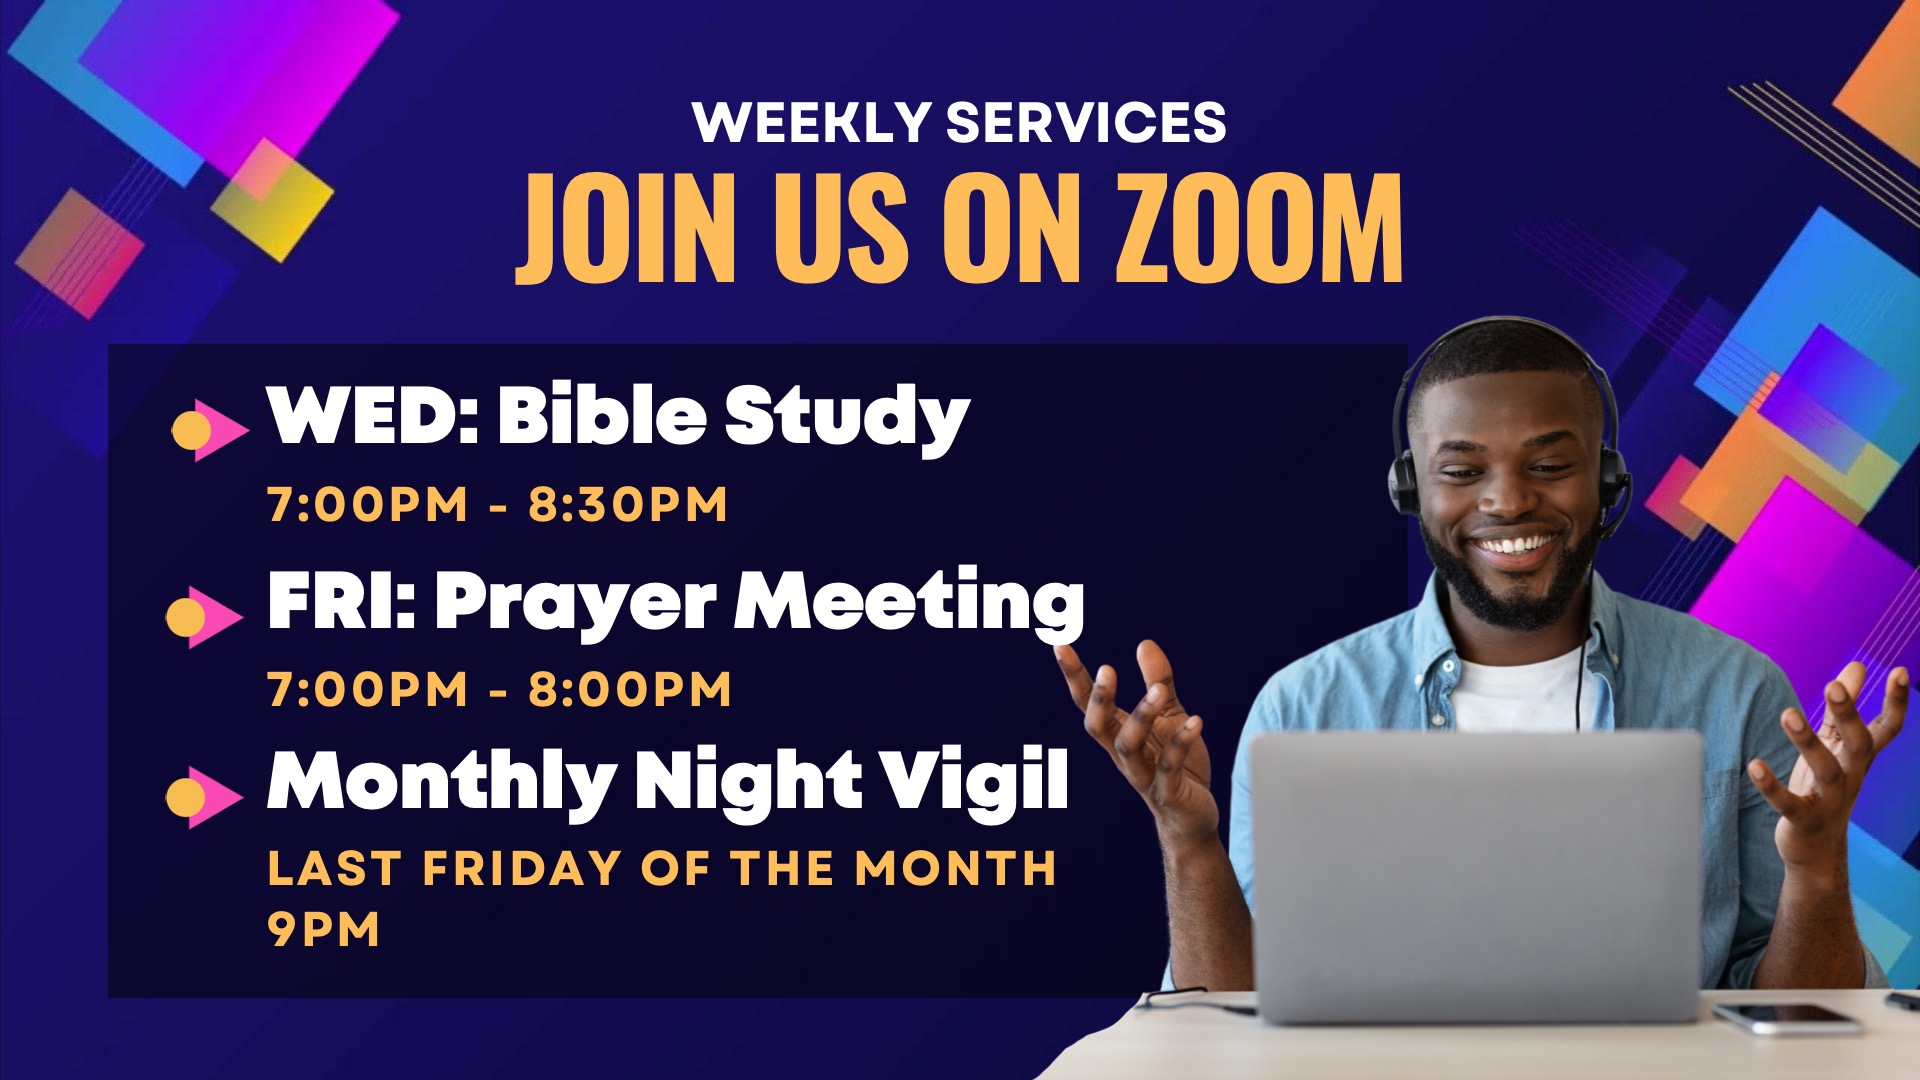 WEEKLY SERVICES
JOIN US ON ZOOM
WED: Bible Study
7:00PM - 8:30PM
FRI: Prayer Meeting
7:00PM - 8:00PM
Monthly Night Vigil
LAST FRIDAY OF THE MONTH
9PM